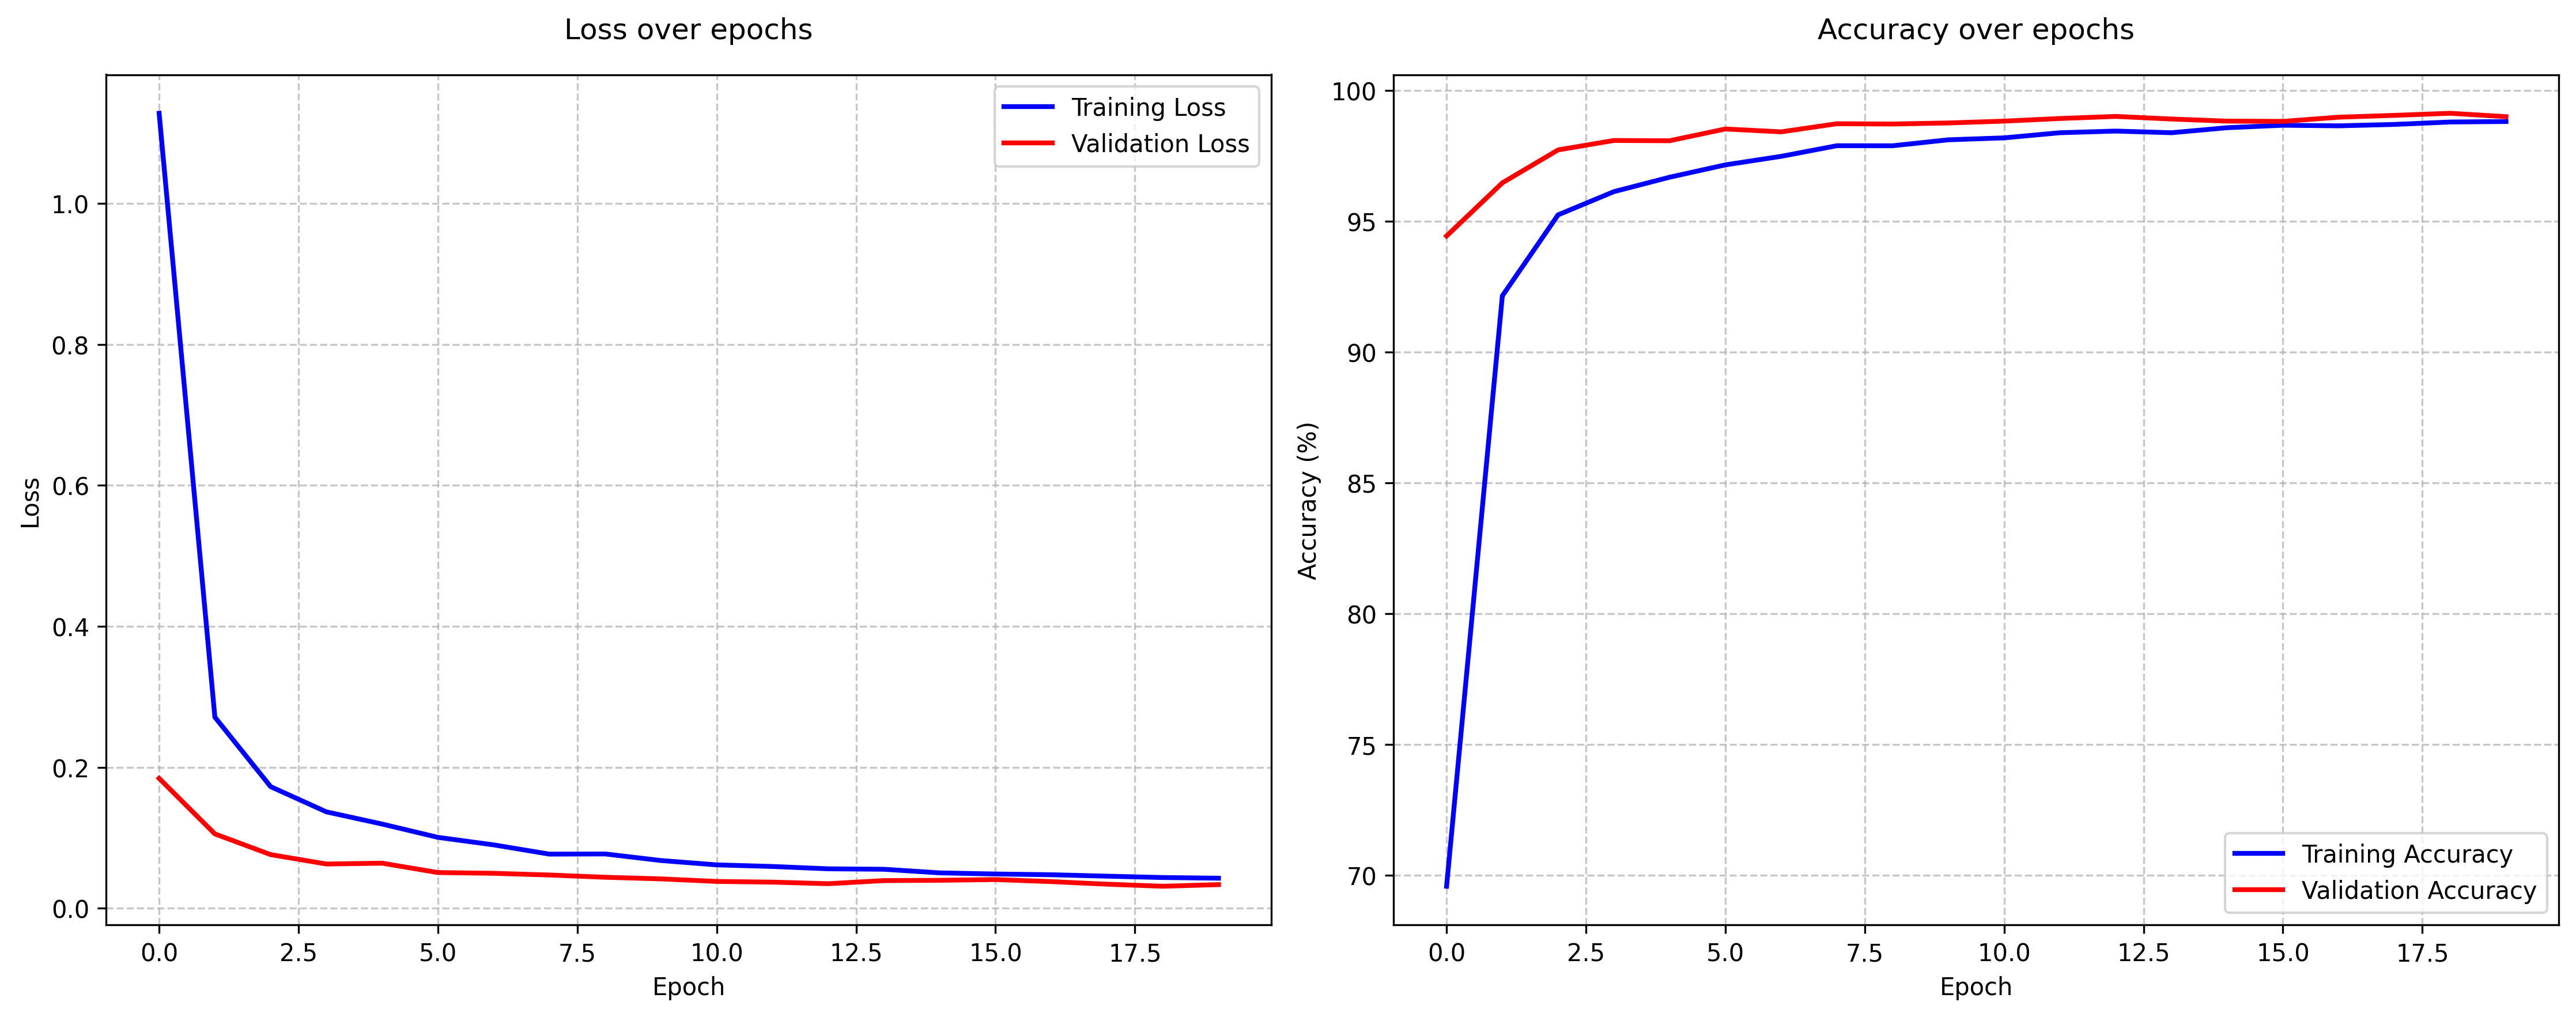 Loss over epochs
Training Loss
Validation Loss
1.0
0.8
0.6
0.4
0.2
0.0
Loss
0.0 2.5 5.0 7.5 10.0 12.5 15.0 17.5
Epoch
Accuracy over epochs
100
95
90
85
80
75
70
Accuracy (%)
Training Accuracy
Validation Accuracy
0.0 2.5 5.0 7.5 10.0 12.5 15.0 17.5
Epoch